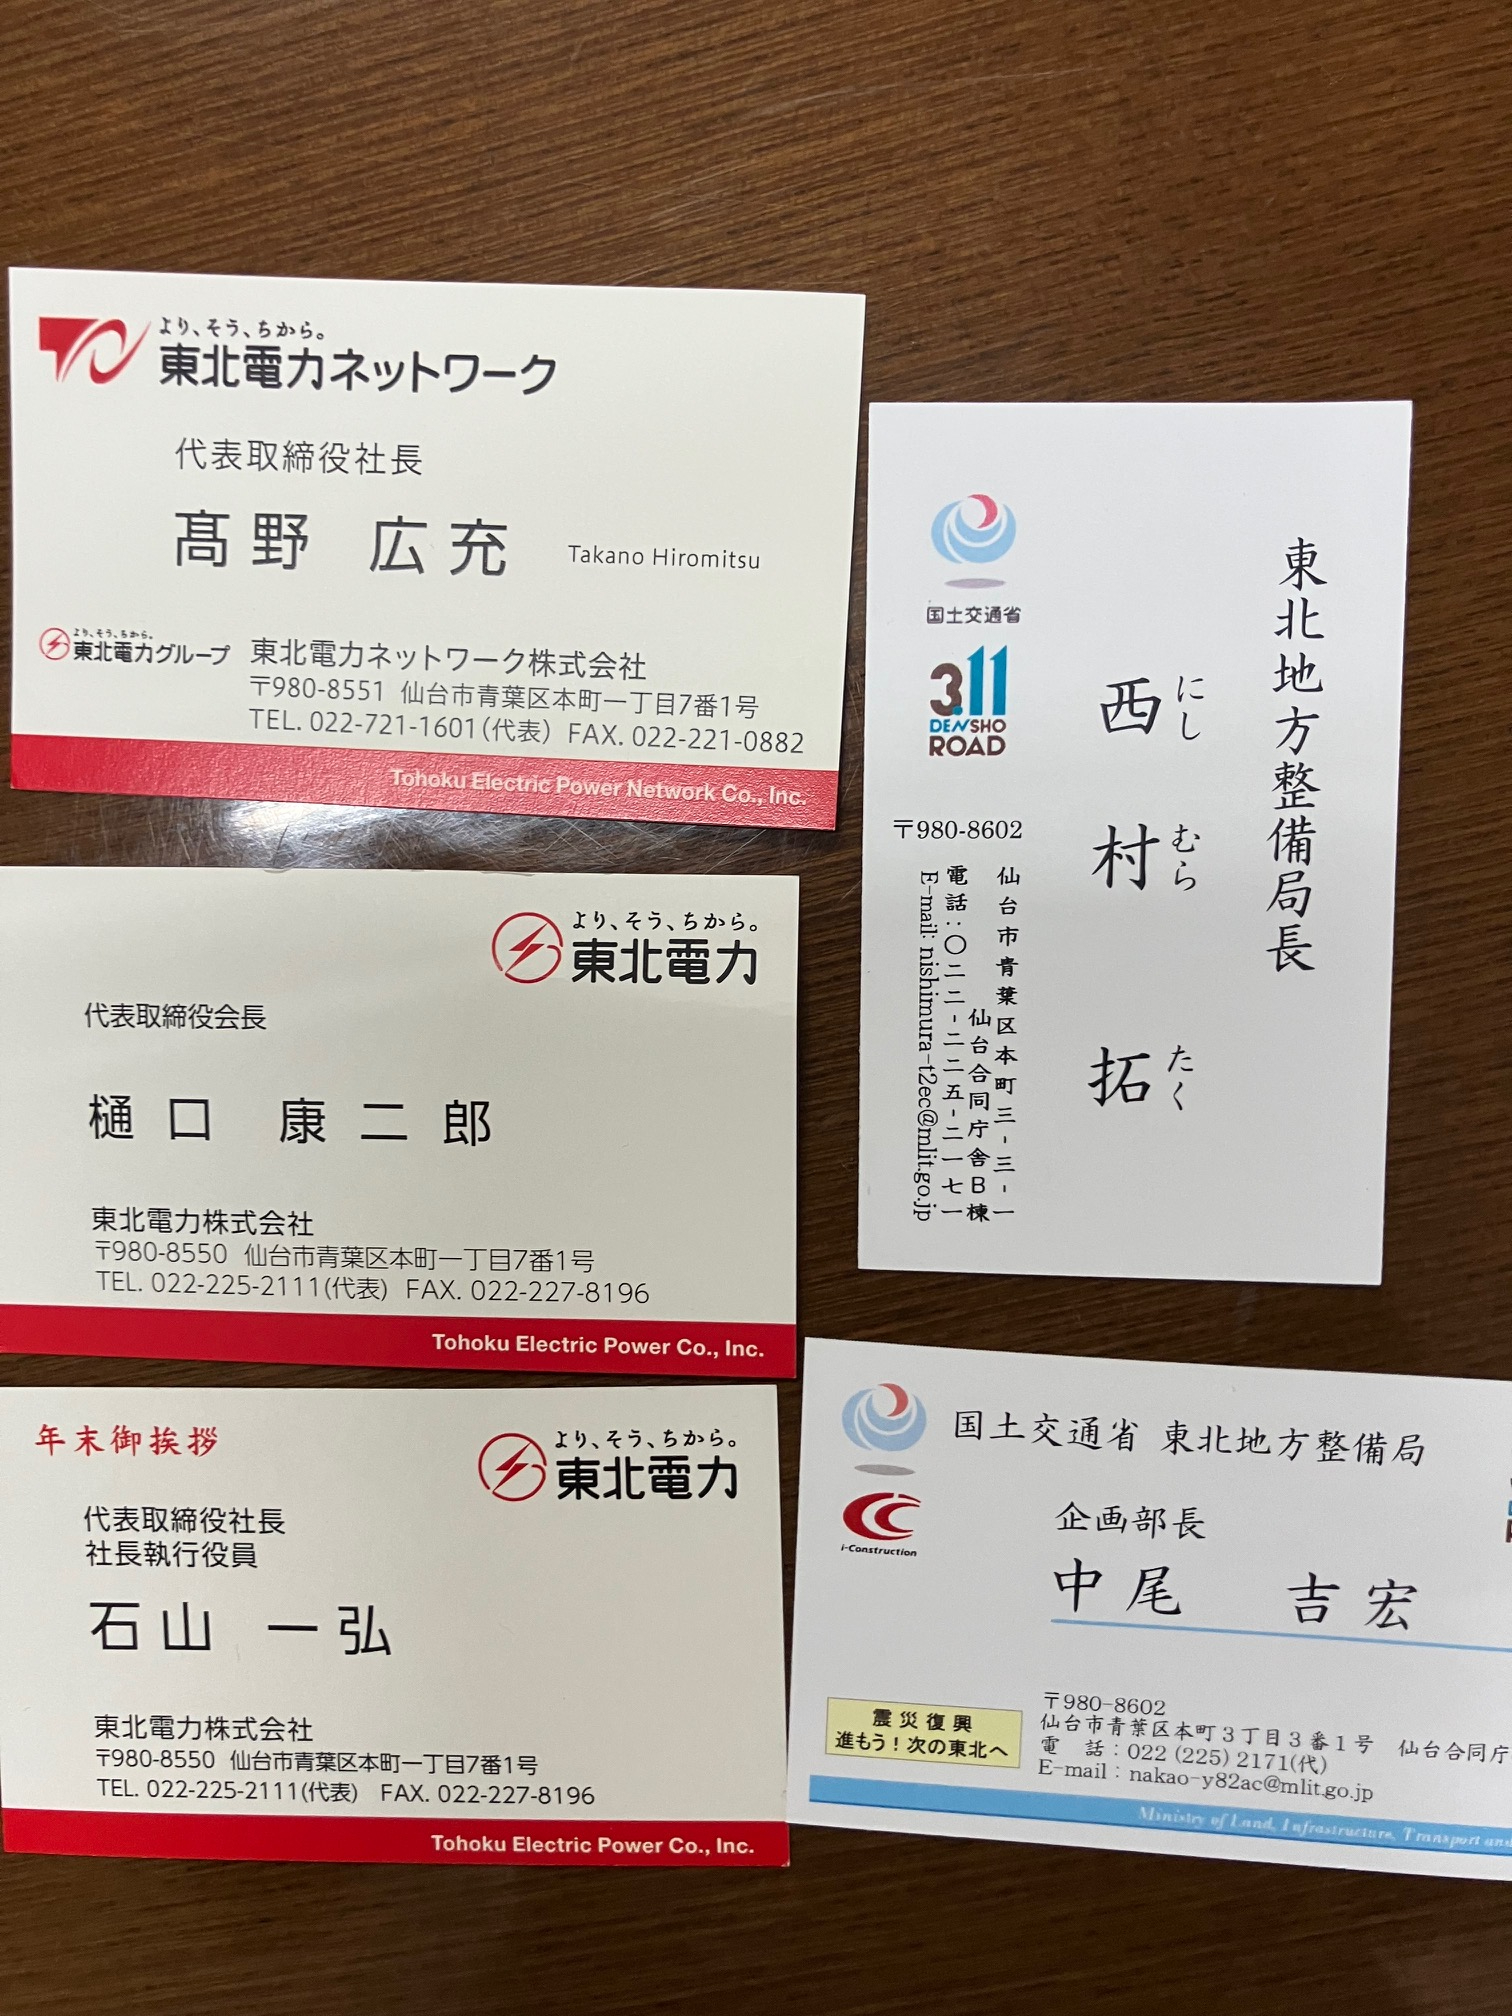 より、そう、ちから。
東北電力ネットワーク
代表取締役社長
髙野 広充 Takano Hiromitsu
より、そう、ちから。
東北電力グループ
東北電力ネットワーク株式会社
〒980-8551 仙台市青葉区本町一丁目7番1号
TEL. 022-721-1601(代表) FAX. 022-221-0882
Tohoku Electric Power Network Co., Inc.
より、そう、ちから。
東北電力
代表取締役会長
樋口 康二郎
東北電力株式会社
〒980-8550 仙台市青葉区本町一丁目7番1号
TEL. 022-225-2111(代表) FAX. 022-227-8196
Tohoku Electric Power Co., Inc.
年末御挨拶
より、そう、ちから。
東北電力
代表取締役社長
社長執行役員
石山 一弘
東北電力株式会社
〒980-8550 仙台市青葉区本町一丁目7番1号
TEL. 022-225-2111(代表) FAX. 022-227-8196
Tohoku Electric Power Co., Inc.
東北地方整備局長
にし むら たく
西村 拓
国土交通省
3.11
DENSHO
ROAD
〒980-8602
仙台市青葉区本町三-三-一
仙台合同庁舎B棟
電話:〇二二-二二五-二一七一
E-mail: nishimura-t2ec@mlit.go.jp
国土交通省 東北地方整備局
i-Construction
企画部長
中尾 吉宏
震災復興
進もう!次の東北へ
〒980-8602
仙台市青葉区本町3丁目3番1号 仙台合同庁
電 話:022 (225) 2171(代)
E-mail : nakao-y82ac@mlit.go.jp
Ministry of Land, Infrastructure, Transport and